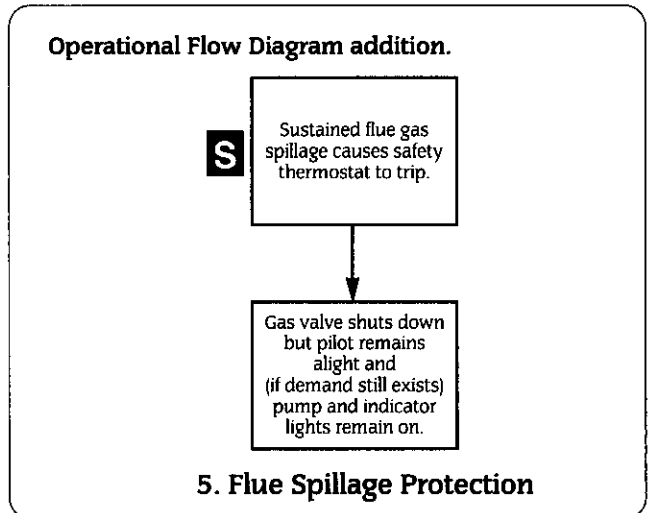 Operational Flow Diagram addition.
S
Sustained flue gas
spillage causes safety
thermostat to trip.
Gas valve shuts down
but pilot remains
alight and
(if demand still exists)
pump and indicator
lights remain on.
5. Flue Spillage Protection